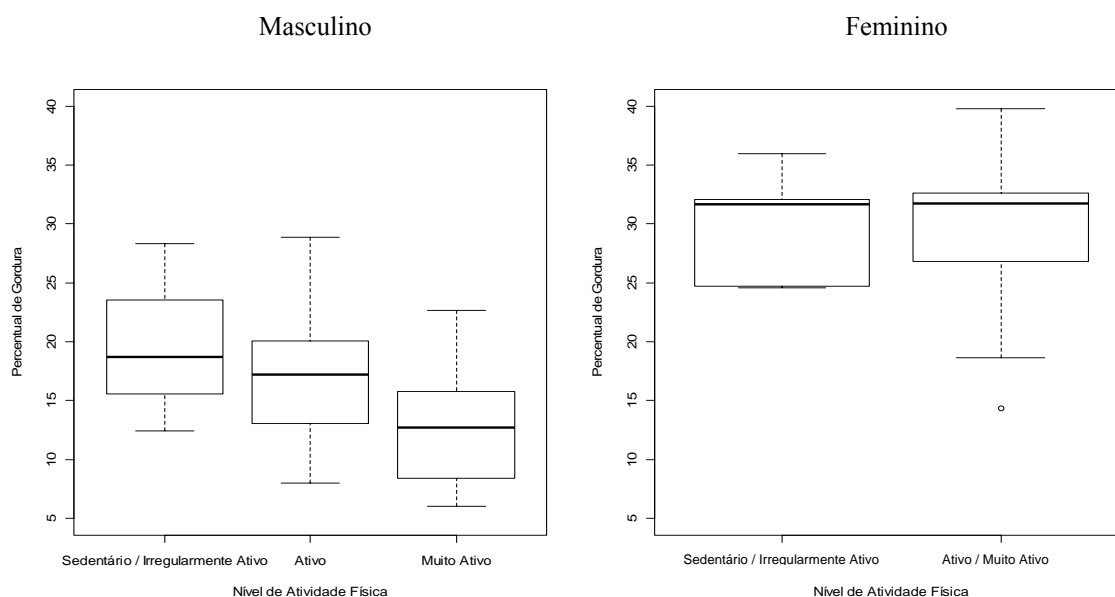 Masculino
Percentual de Gordura
40
35
30
25
20
15
10
5
Sedentário / Irregularmente Ativo
Ativo
Muito Ativo
Nível de Atividade Física
Feminino
Percentual de Gordura
40
35
30
25
20
15
10
5
Sedentário / Irregularmente Ativo
Ativo / Muito Ativo
Nível de Atividade Física